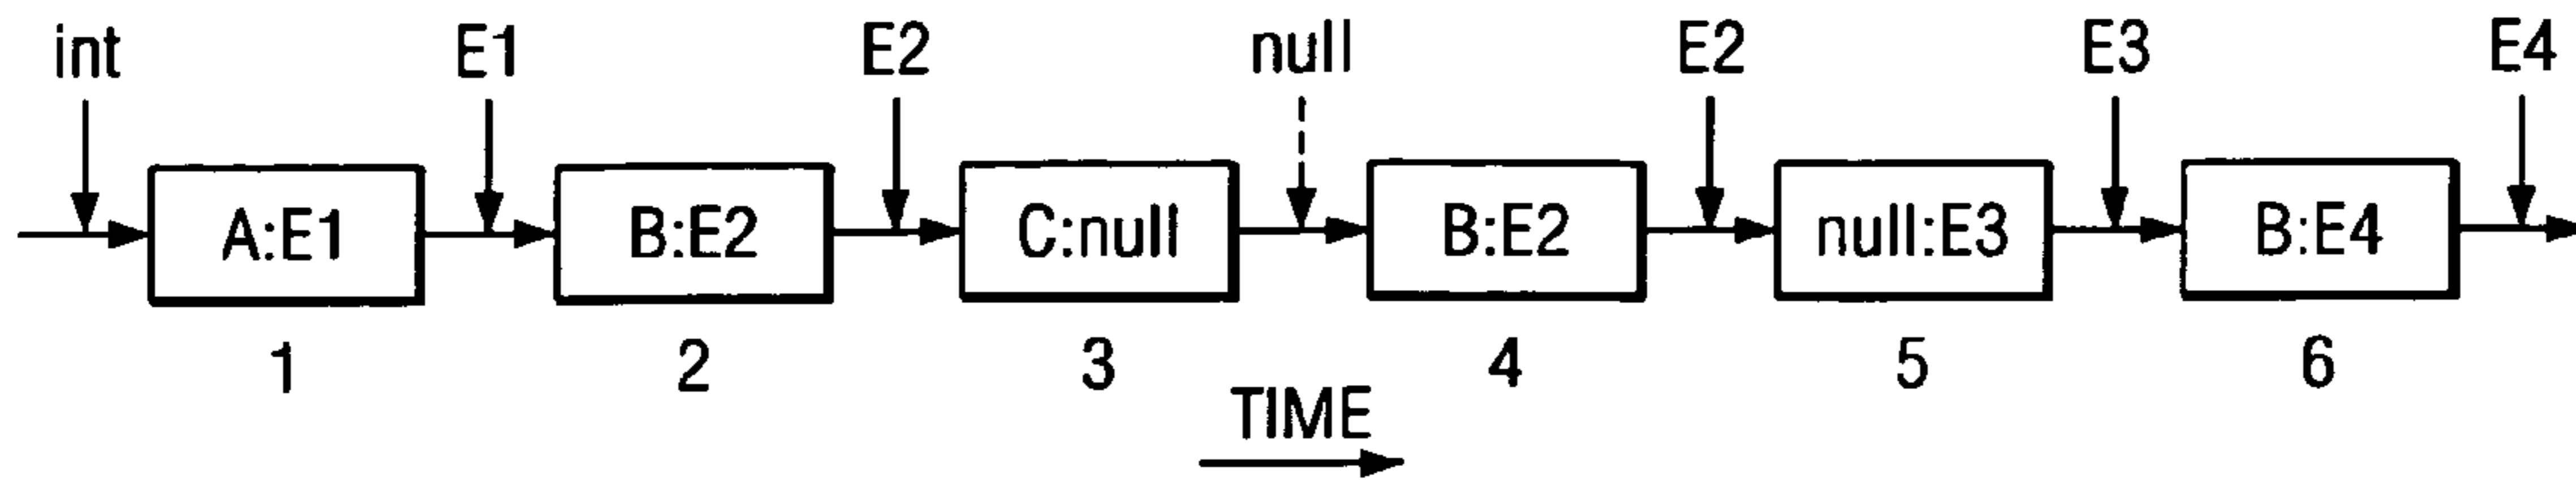 int E1 E2 null E2 E3 E4
A:E1 B:E2 C:null B:E2 null:E3 B:E4
1 2 3 4 5 6
TIME